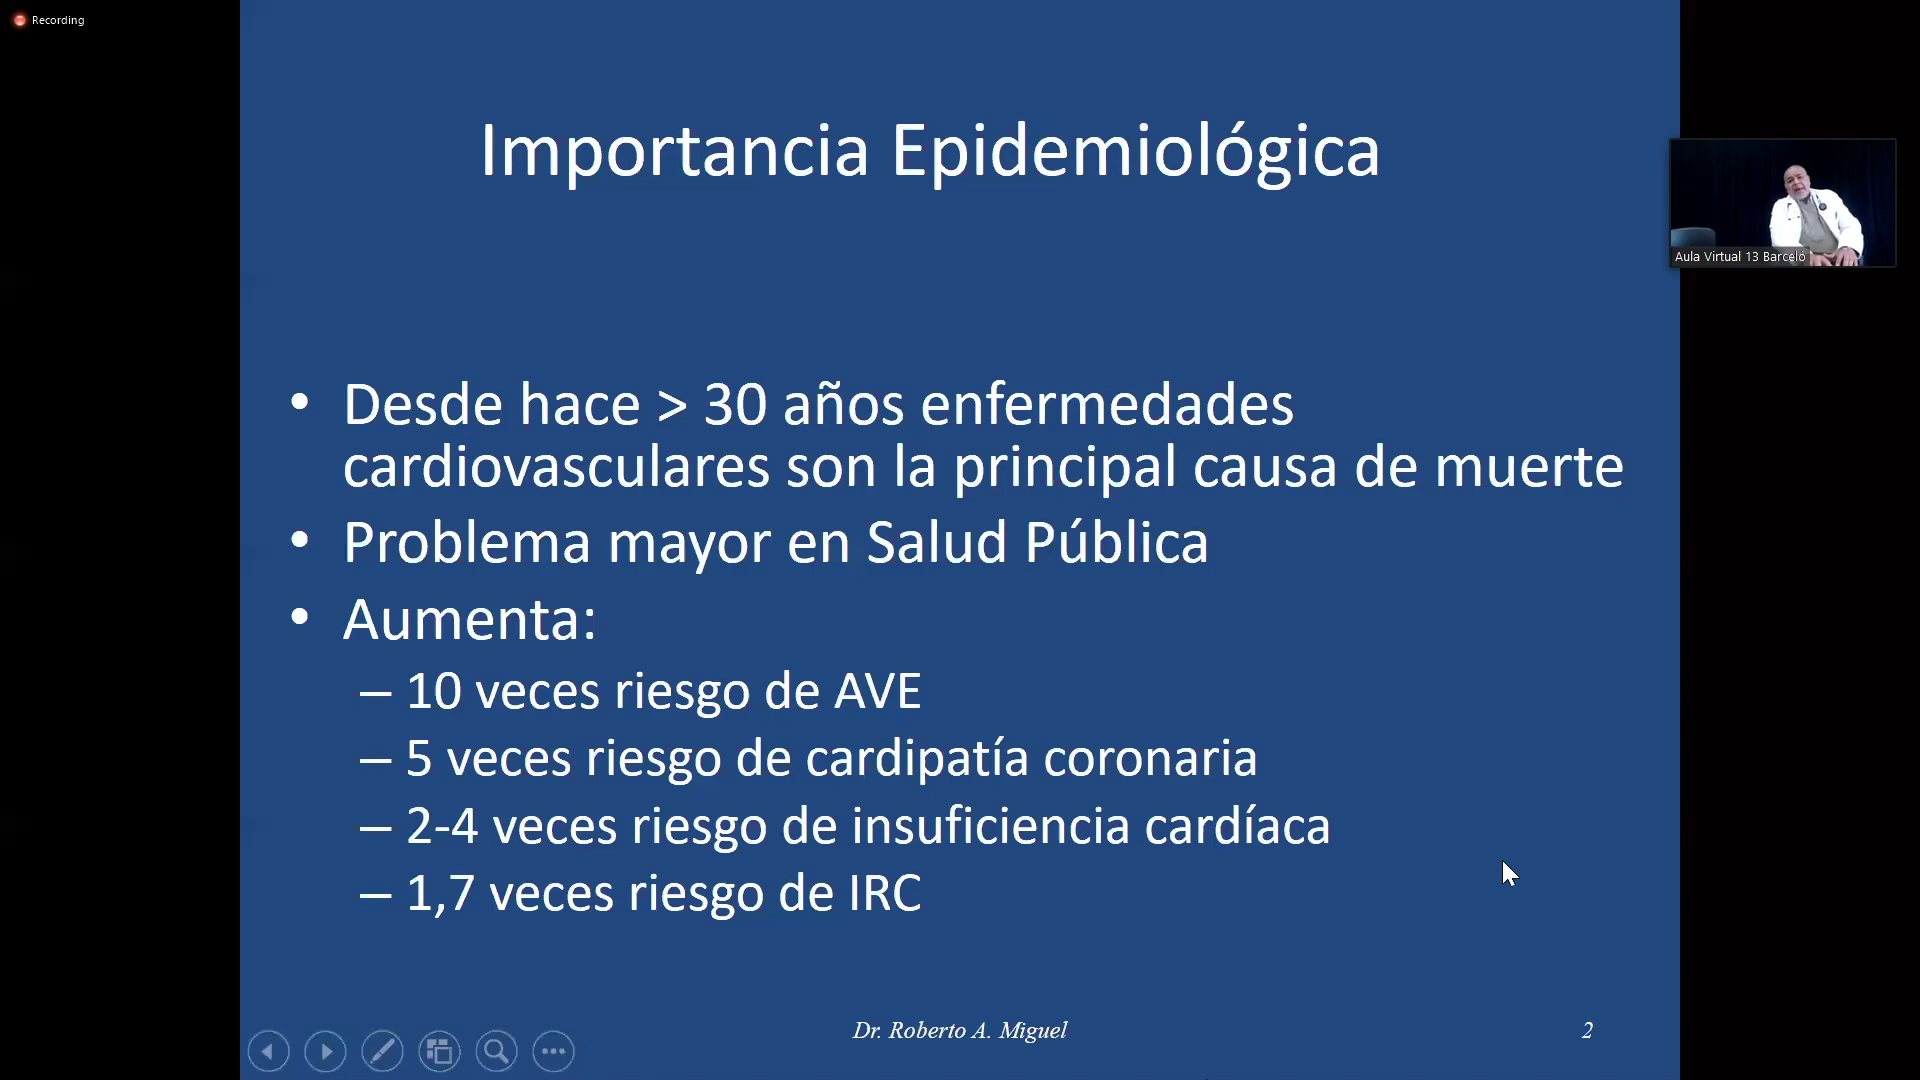 Recording
Importancia Epidemiológica
Aula Virtual 13 Barceló
• Desde hace > 30 años enfermedades
cardiovasculares son la principal causa de muerte
• Problema mayor en Salud Pública
• Aumenta:
– 10 veces riesgo de AVE
– 5 veces riesgo de cardipatía coronaria
– 2-4 veces riesgo de insuficiencia cardíaca
– 1,7 veces riesgo de IRC
Dr. Roberto A. Miguel
2